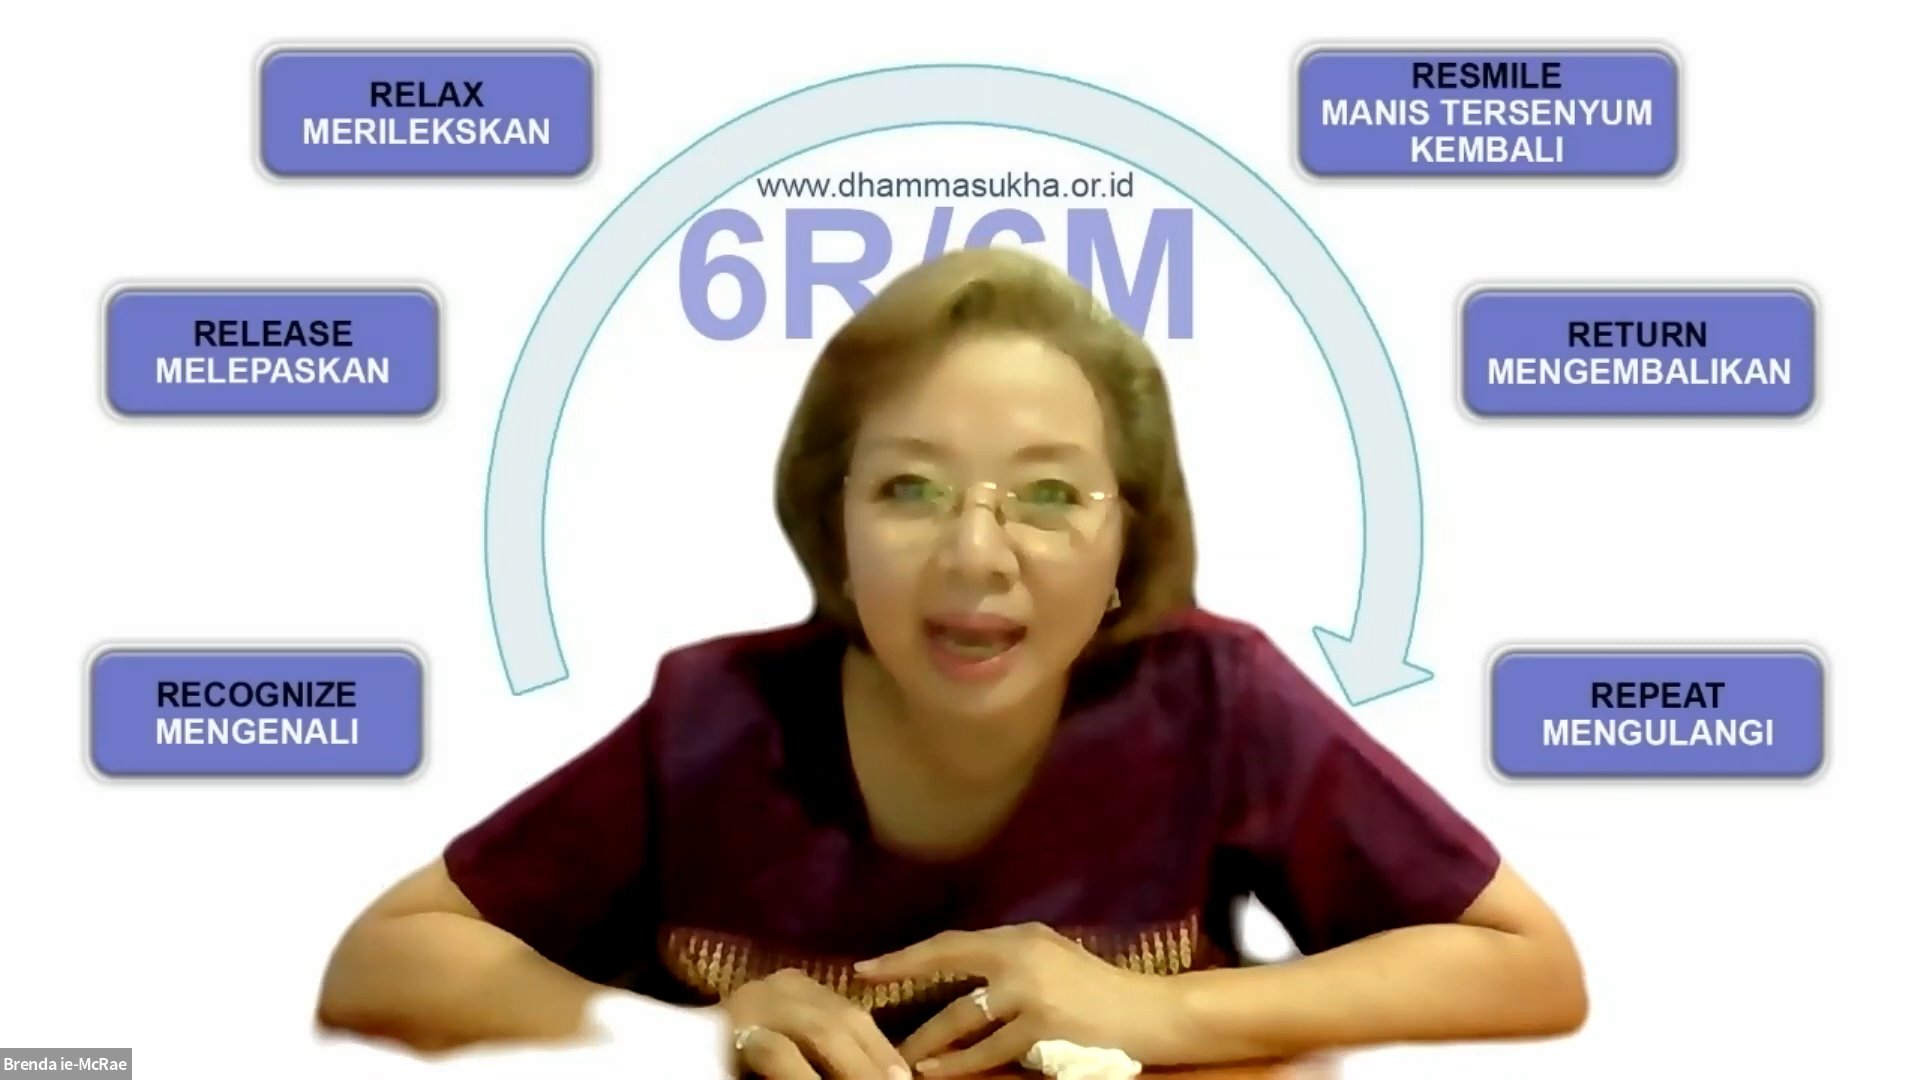 RELAX
MERILEKSKAN
RESMILE
MANIS TERSENYUM
KEMBALI
www.dhammasukha.or.id
6R/6M
RELEASE
MELEPASKAN
RETURN
MENGEMBALIKAN
RECOGNIZE
MENGENALI
REPEAT
MENGULANGI
Brenda ie-McRae